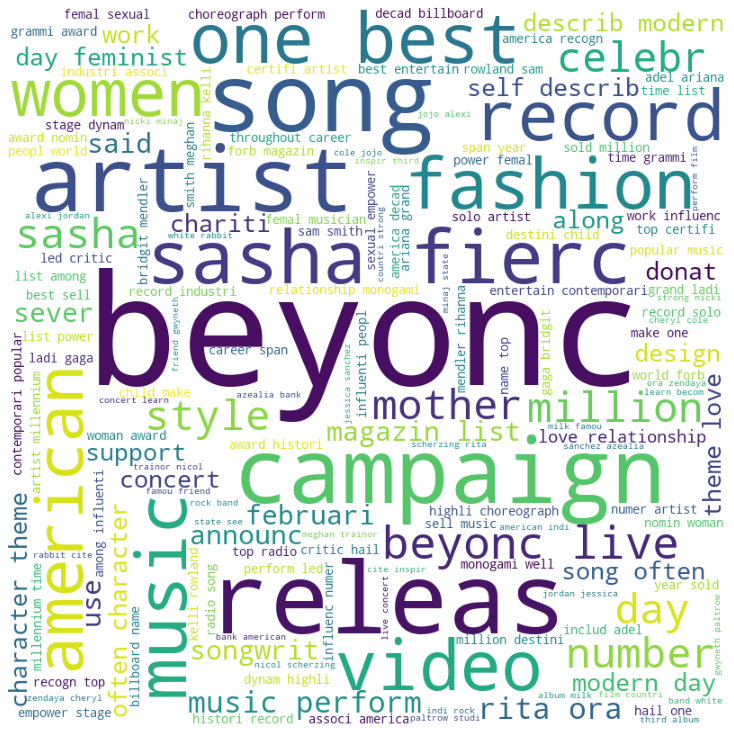 femal sexual
choreograph perform
decad billboard
grammi award
work
one best
america recogn
describ modern
day feminist
celebr
industri associ
certifi artist
best entertain
rowland sam
self describ
adel ariana
time list
jojo alexi
women
song
record
nicki minaj
stage dynam
rihanna kelli
award nomin
peopl world
said
throughout career
forb magazin
cole jojo
inspir third
span year
power femal
sold million
time grammi
perform film
artist
smith meghan
fashion
alexi jordan
bridgit mendler
chariti
femal musician
sam smith
sexual empower
countri strong
america decad
ariana grand
solo artist
destini child
along
work influenc
top certifi
white rabbit
sasha
led critic
sasha fierc
popular music
list among
best sell
record industri
relationship monogami
minaj state
entertain contemporari
donat
grand ladi
strong nicki
record solo
cheryl cole
sever
list power
friend gwyneth
beyonc
ladi gaga
career span
influenti peopl
jessica sanchez
mendler rihanna
gaga bridgit
name top
make one
design
world forb
ora zendaya
learn becom
contemporari popular
artist millennium
american
child make
concert learn
azealia bank
style
mother
million
theme love
woman award
award histori
magazin list
milk famou
scherzing rita
love relationship
sanchez azealia
support
trainor nicol
concert
famou friend
campaign
numer artist
nomin woman
character theme
millennium time
among influenti
use
often character
music
rock band
state see
februari
highli choreograph
sell music
american indi
announc
meghan trainor
critic hail
beyonc live
rabbit cite
top radio
perform led
cite inspir
monogami well
song often
year sold
kelli rowland
radio song
releas
influenc numer
live concert
jordan jessica
day
gwyneth paltrow
billboard name
bank american
songwrit
video
million destini
includ adel
number
nicol scherzing
dynam highli
modern day
recogn top
histori record
associ america
indi rock
album milk
film countri
band white
zendaya cheryl
empower stage
music perform
paltrow studi
rita ora
hail one
third album